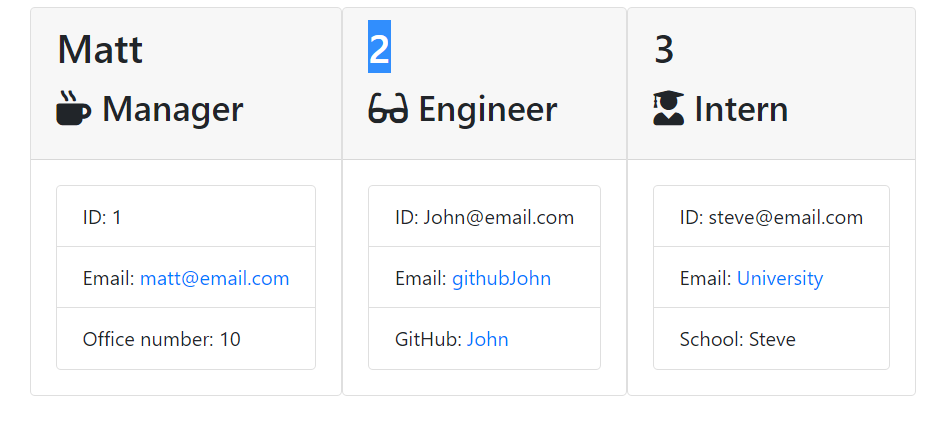 Matt
Manager
ID: 1
Email: matt@email.com
Office number: 10
2
Engineer
ID: John@email.com
Email: githubJohn
GitHub: John
3
Intern
ID: steve@email.com
Email: University
School: Steve